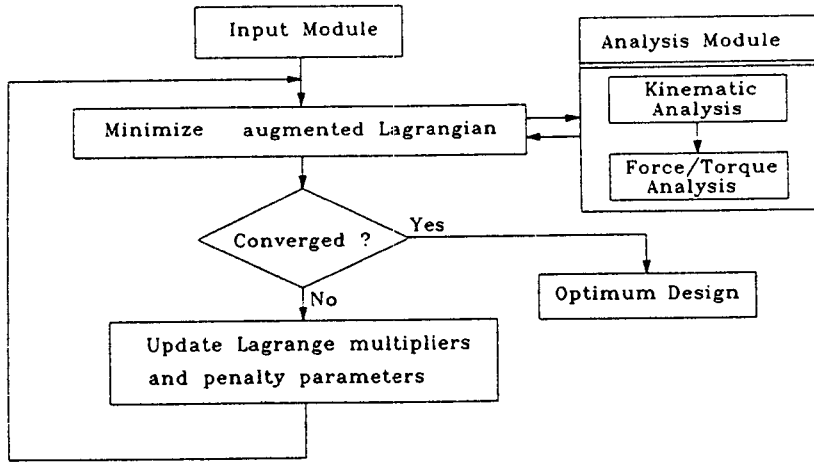 Input Module
Analysis Module
Kinematic
Analysis
Minimize augmented Lagrangian
Force/Torque
Analysis
Converged ?
Yes
No
Optimum Design
Update Lagrange multipliers
and penalty parameters